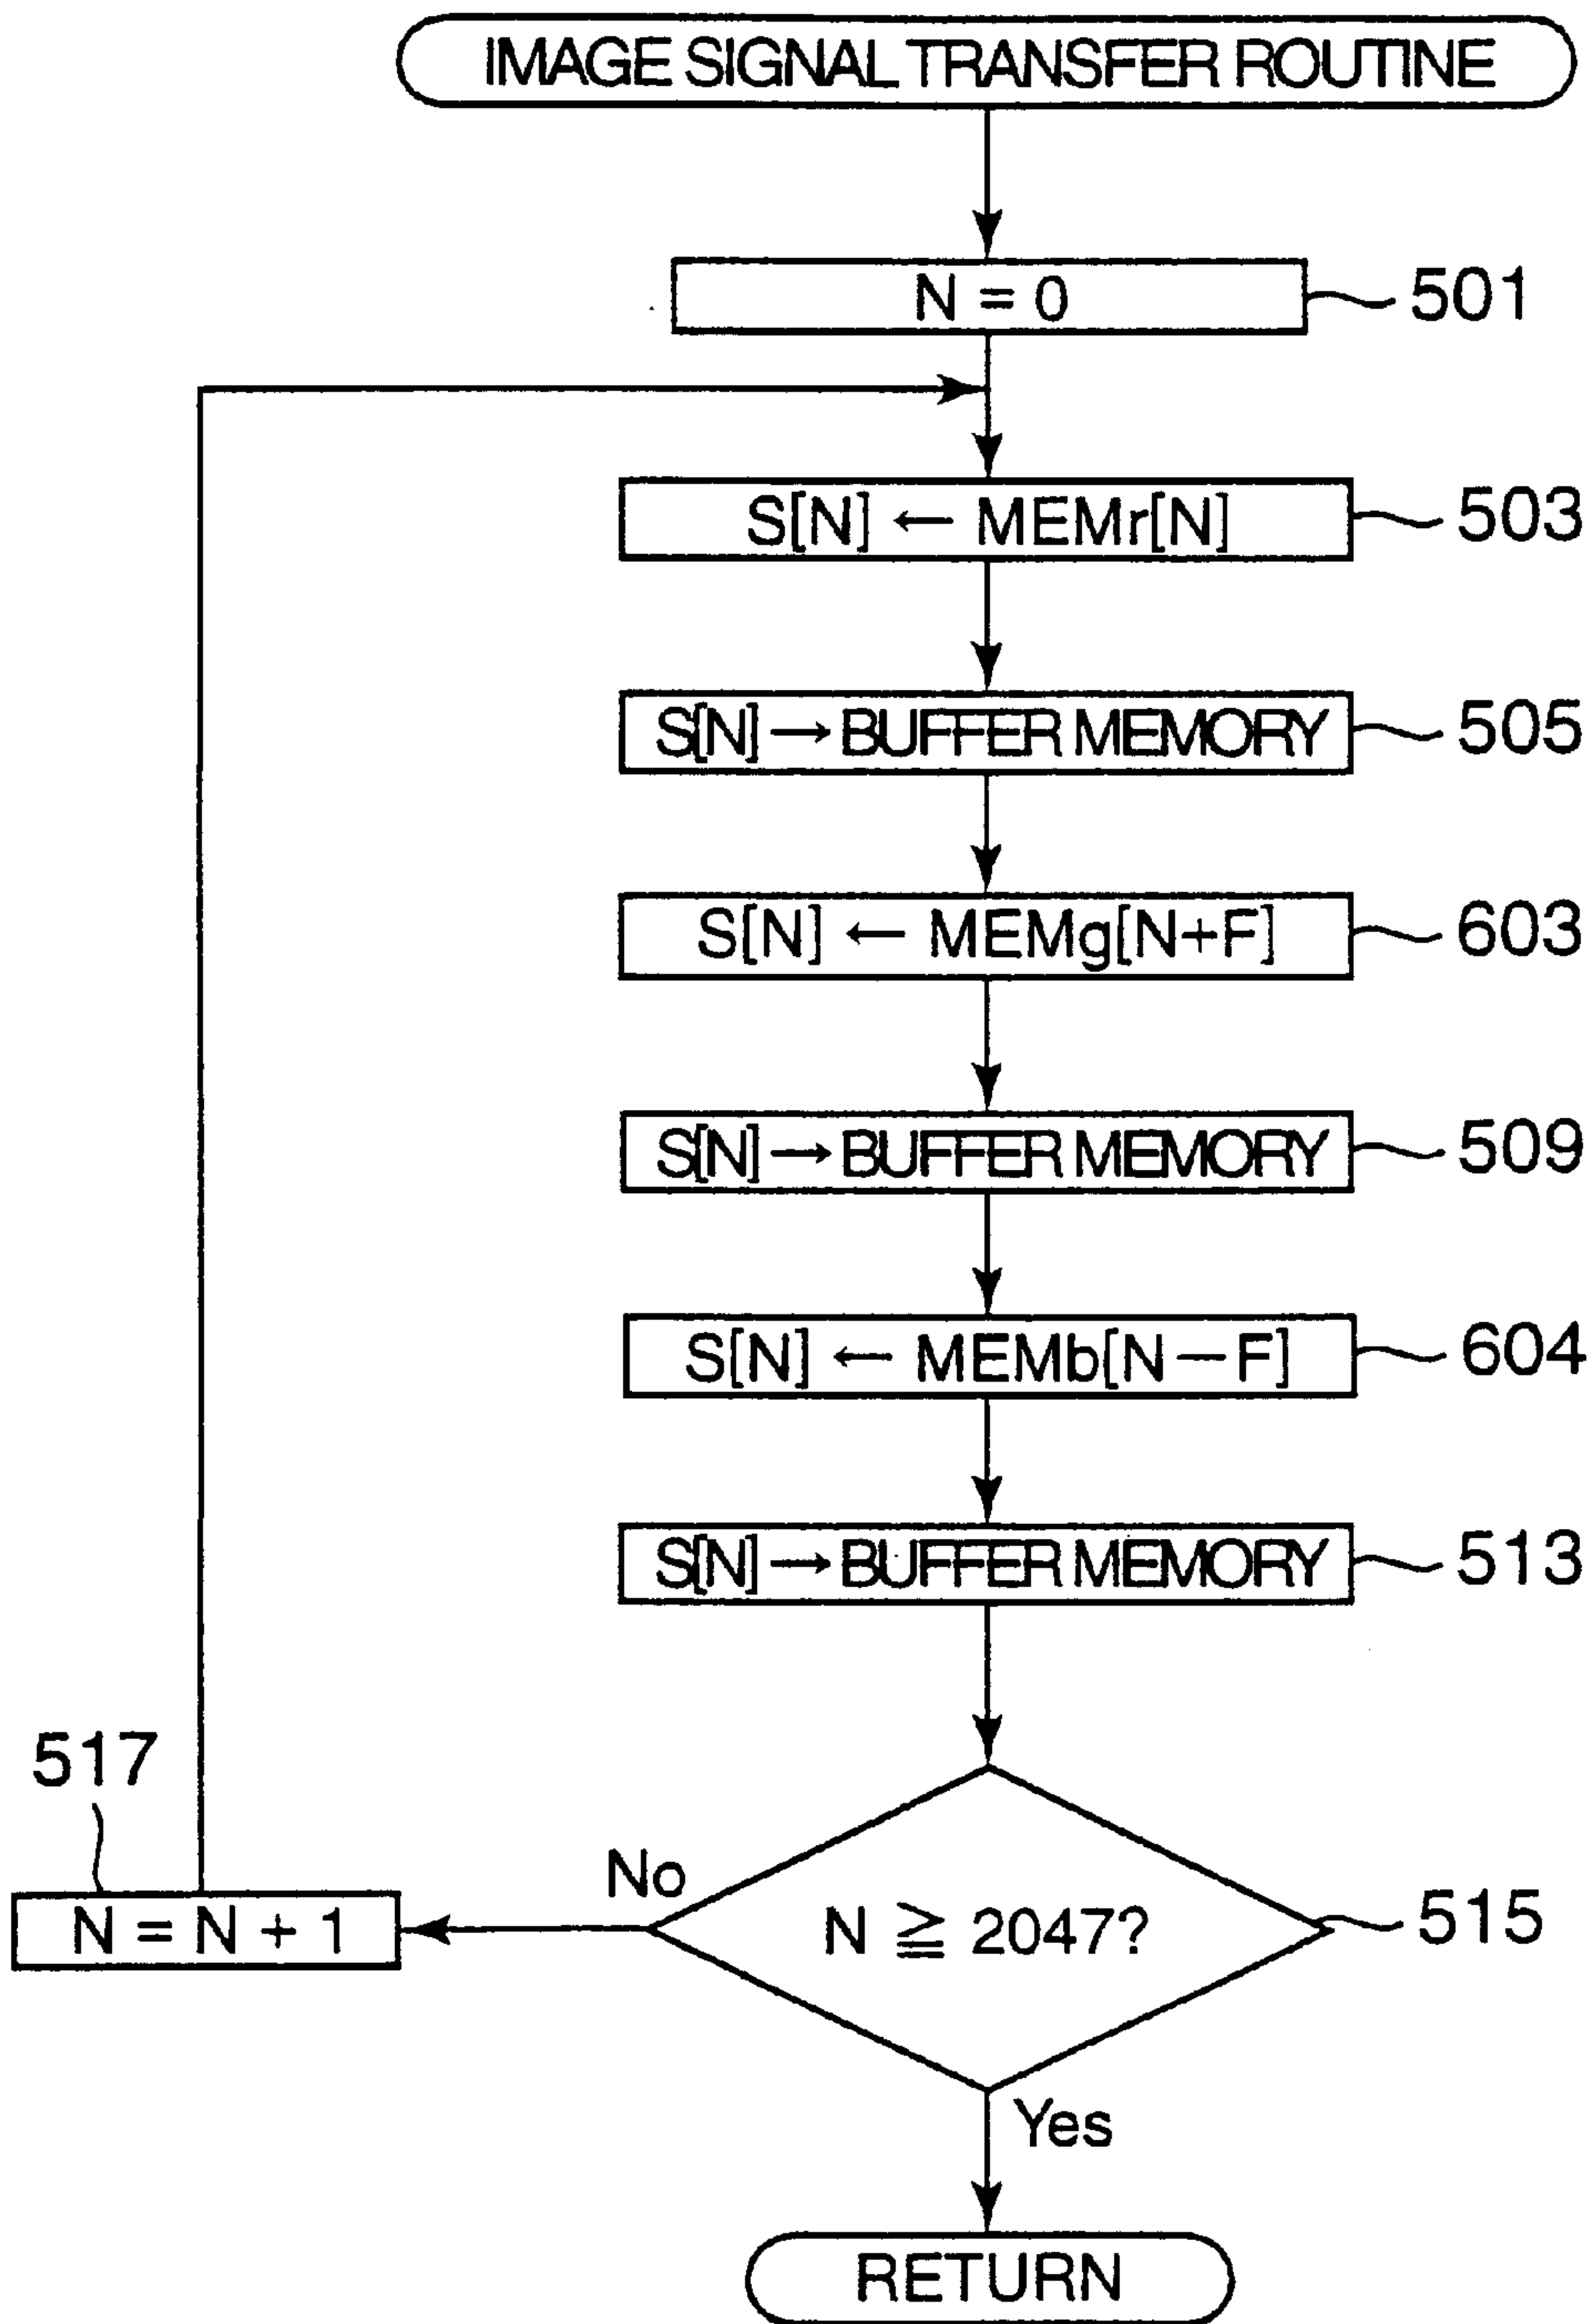 IMAGE SIGNAL TRANSFER ROUTINE
N = 0
501
S[N] ← MEMr[N]
503
S[N] → BUFFER MEMORY
505
S[N] ← MEMg[N+F]
603
S[N] → BUFFER MEMORY
509
S[N] ← MEMb[N−F]
604
S[N] → BUFFER MEMORY
513
517
No
N = N + 1
N ≧ 2047?
515
Yes
RETURN